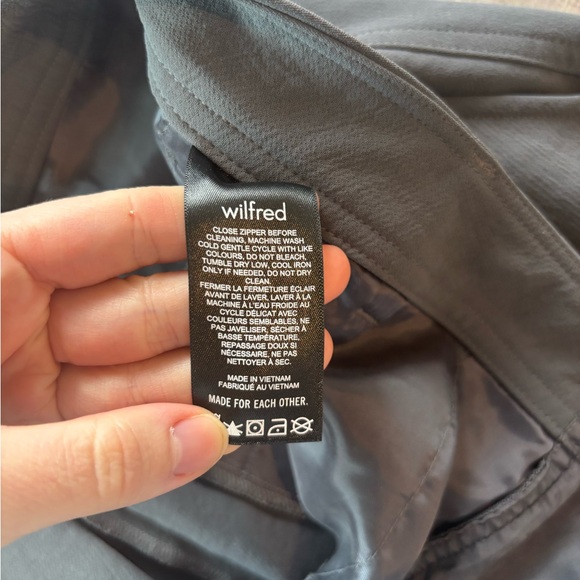 wilfred
CLOSE ZIPPER BEFORE
CLEANING, MACHINE WASH
COLD GENTLE CYCLE WITH LIKE
COLOURS, DO NOT BLEACH,
TUMBLE DRY LOW, COOL IRON
ONLY IF NEEDED, DO NOT DRY
CLEAN.
FERMER LA FERMETURE ÉCLAIR
AVANT DE LAVER, LAVER À LA
MACHINE À L'EAU FROIDE AU
CYCLE DÉLICAT AVEC
COULEURS SEMBLABLES, NE
PAS JAVELISER, SÉCHER À
BASSE TEMPÉRATURE,
REPASSAGE DOUX SI
NÉCESSAIRE, NE PAS
NETTOYER À SEC.
MADE IN VIETNAM
FABRIQUÉ AU VIETNAM
MADE FOR EACH OTHER.